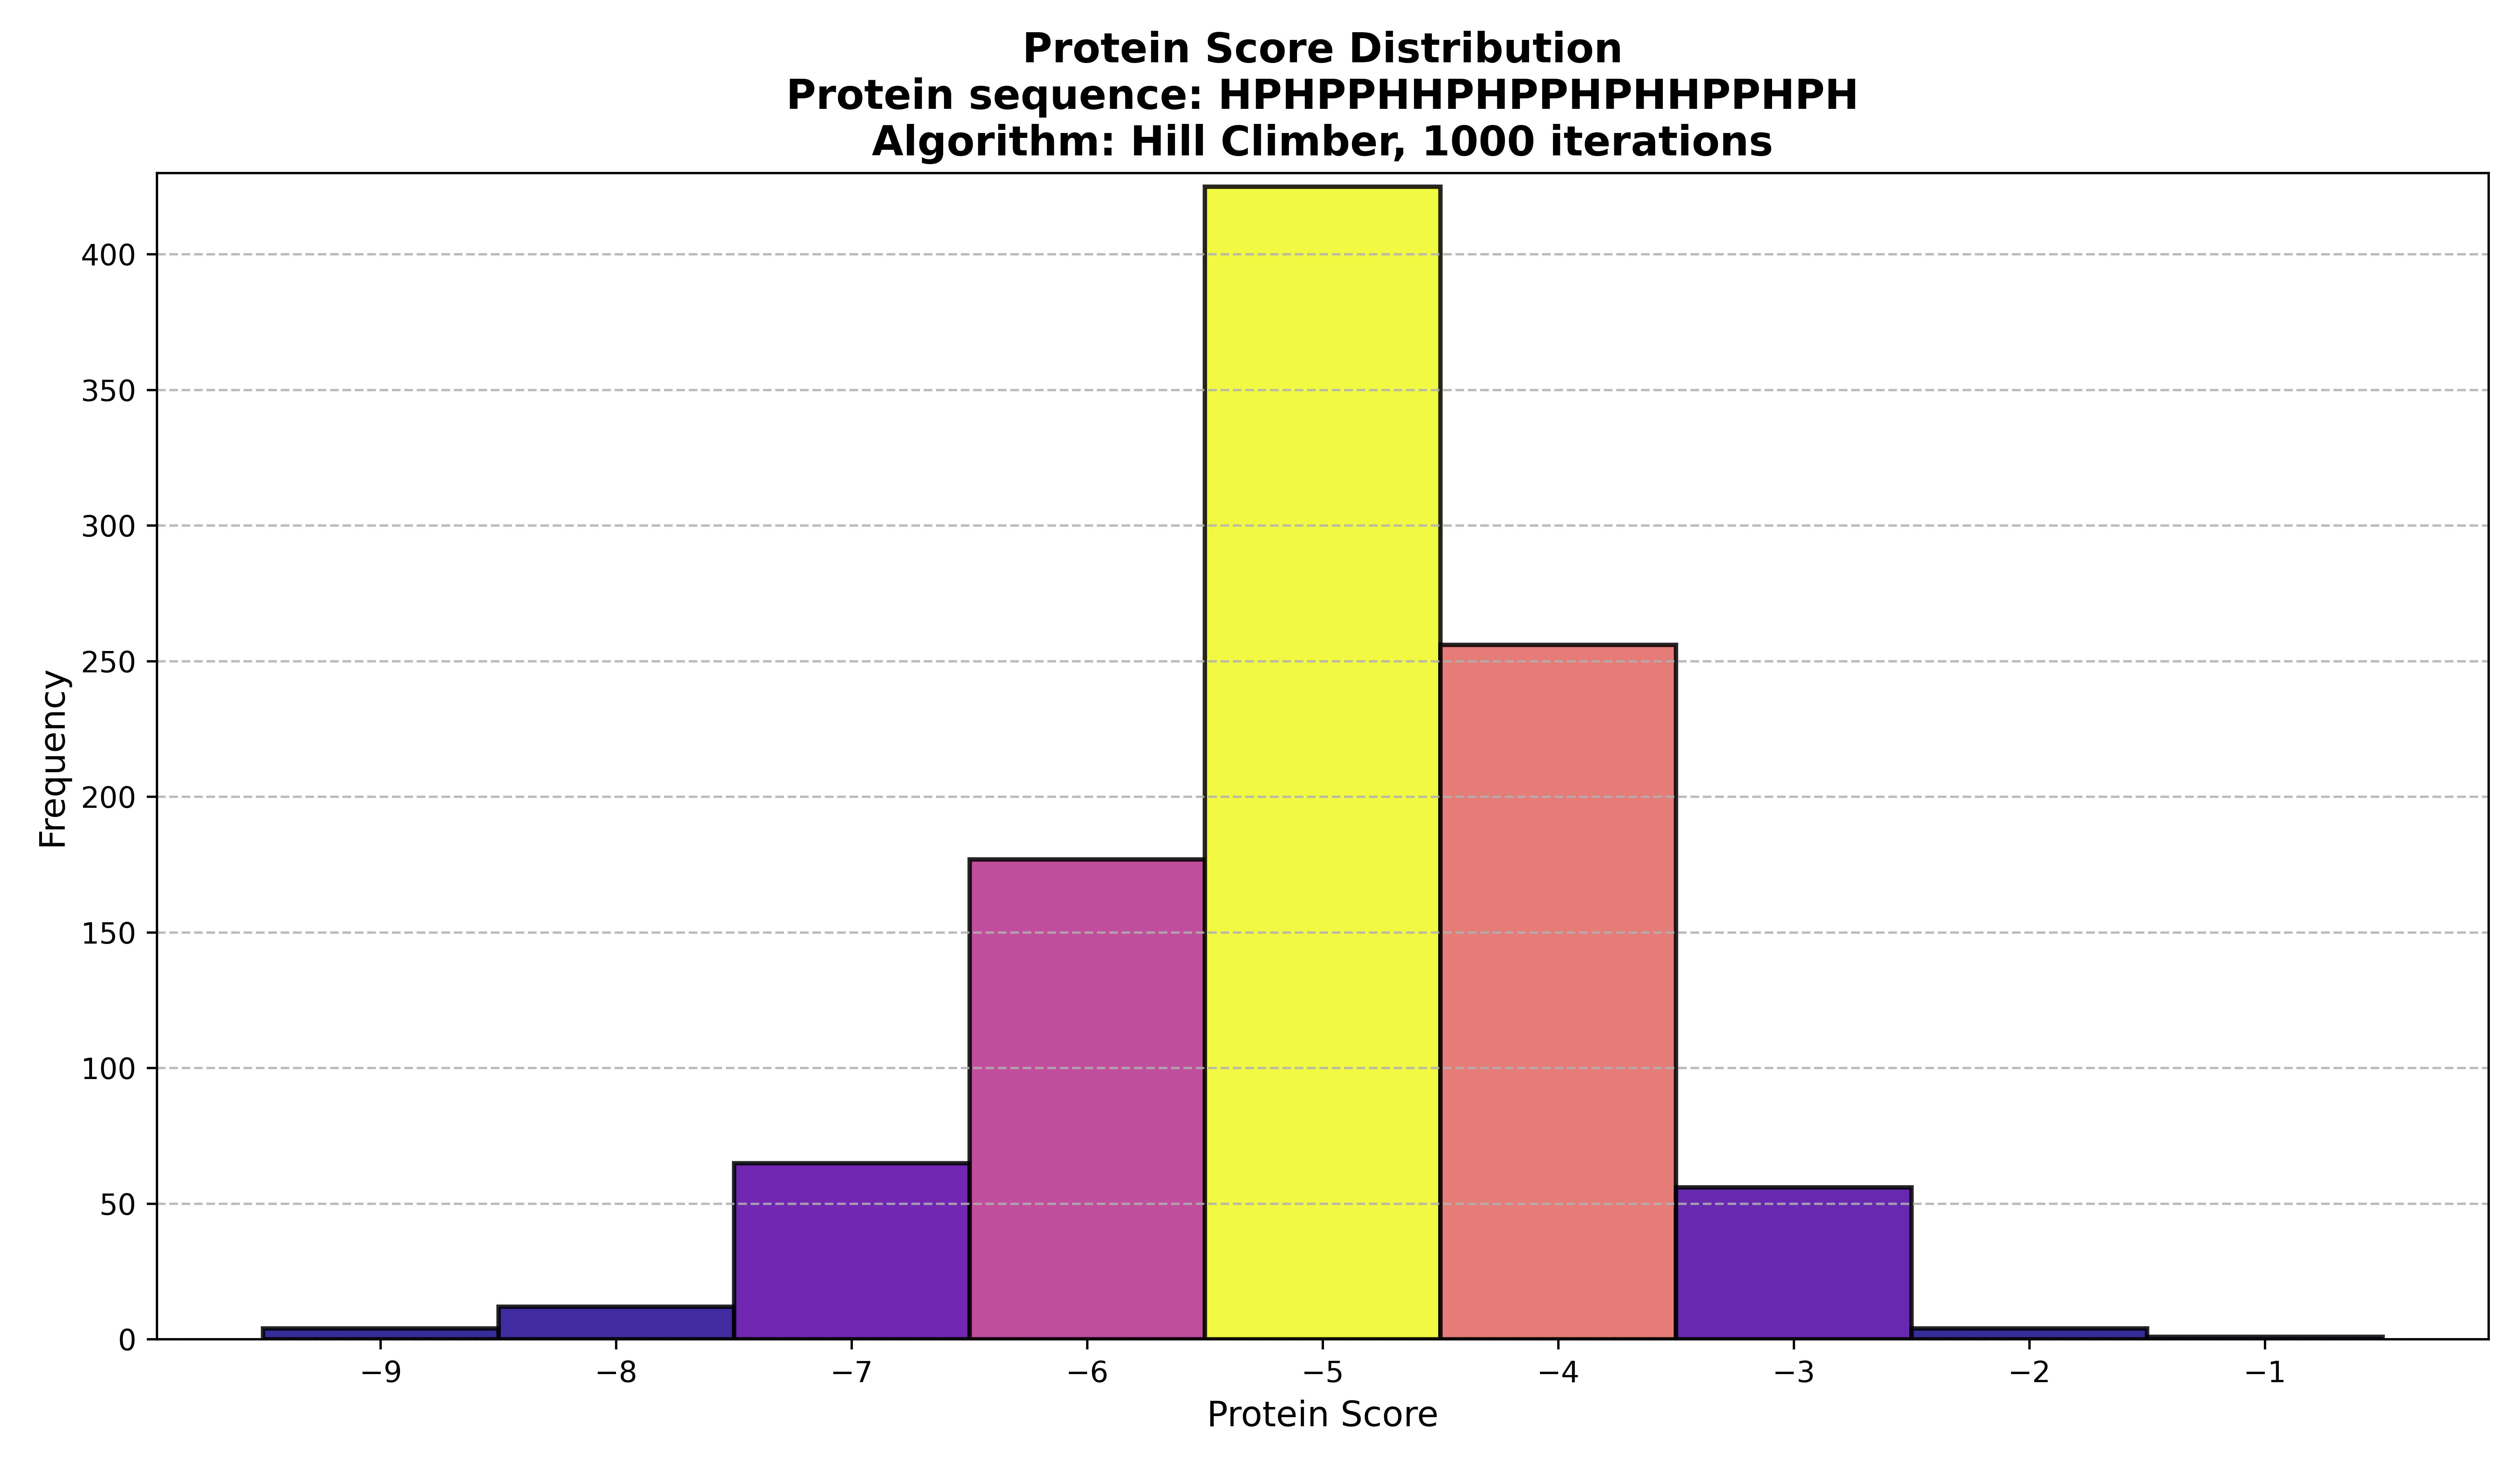 Protein Score Distribution
Protein sequence: HPHPPHHPHPPHPHHPPHPH
Algorithm: Hill Climber, 1000 iterations
400
350
300
250
200
150
100
50
0
Frequency
−9 −8 −7 −6 −5 −4 −3 −2 −1
Protein Score